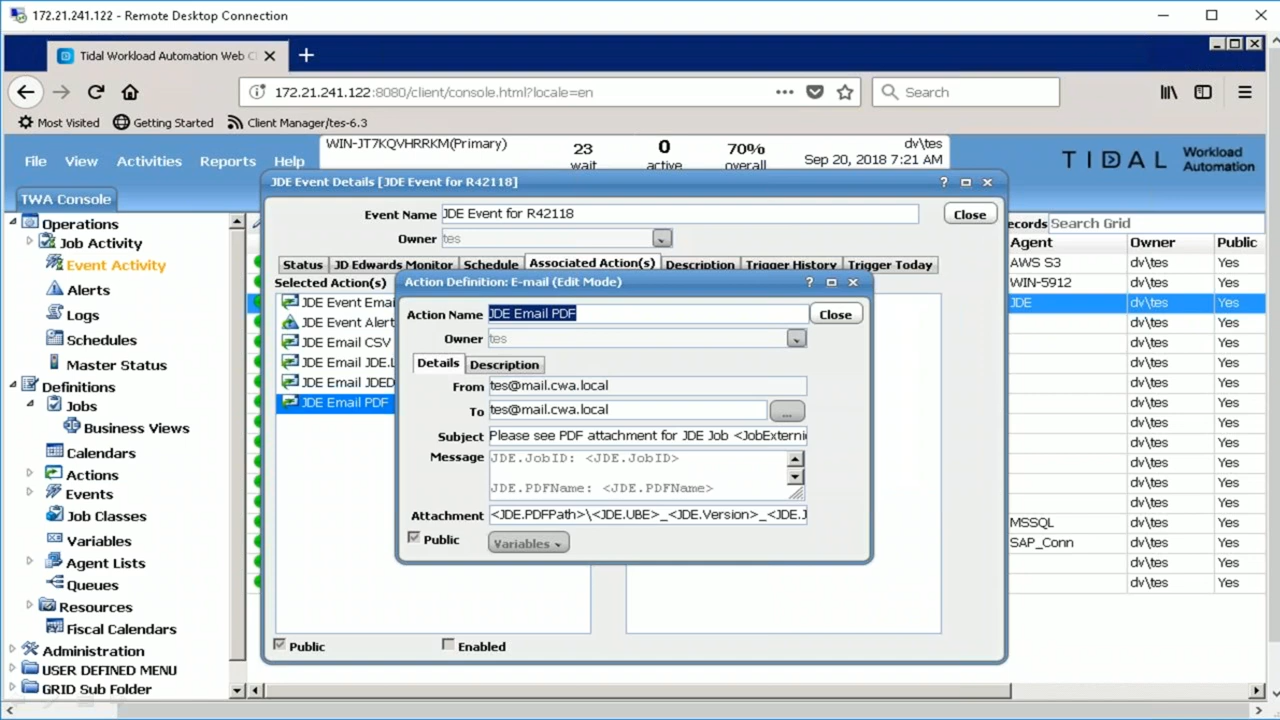 172.21.241.122 - Remote Desktop Connection
Tidal Workload Automation Web C
172.21.241.122:8080/client/console.html?locale=en
Search
Most Visited
Getting Started
Client Manager/tes-6.3
File
View
Activities
Reports
Help
WIN-JT7KQVHRRKM(Primary)
23
wait
0
active
70%
overall
dv\tes
Sep 20, 2018 7:21 AM
TIDAL Workload
Automation
TWA Console
Operations
Job Activity
Event Activity
Alerts
Logs
Schedules
Master Status
Definitions
Jobs
Business Views
Calendars
Actions
Events
Job Classes
Variables
Agent Lists
Queues
Resources
Fiscal Calendars
Administration
USER DEFINED MENU
GRID Sub Folder
JDE Event Details [JDE Event for R42118]
Event Name JDE Event for R42118
Close
Owner tes
Status
JD Edwards Monitor
Schedule
Associated Action(s)
Description
Trigger History
Trigger Today
Selected Action(s)
JDE Event Emai
JDE Event Alert
JDE Email CSV
JDE Email JDE.L
JDE Email JDED
JDE Email PDF
Public
Enabled
Action Definition: E-mail (Edit Mode)
Action Name JDE Email PDF
Close
Owner tes
Details
Description
From tes@mail.cwa.local
To tes@mail.cwa.local ...
Subject Please see PDF attachment for JDE Job <JobExterni
Message JDE.JobID: <JDE.JobID>
JDE.PDFName: <JDE.PDFName>
Attachment <JDE.PDFPath>\<JDE.UBE>_<JDE.Version>_<JDE.J
Public
Variables
ecords Search Grid
Agent Owner Public
AWS S3 dv\tes Yes
WIN-5912 dv\tes Yes
JDE dv\tes Yes
dv\tes Yes
dv\tes Yes
dv\tes Yes
dv\tes Yes
dv\tes Yes
dv\tes Yes
dv\tes Yes
dv\tes Yes
dv\tes Yes
dv\tes Yes
MSSQL dv\tes Yes
SAP_Conn dv\tes Yes
dv\tes Yes
dv\tes Yes